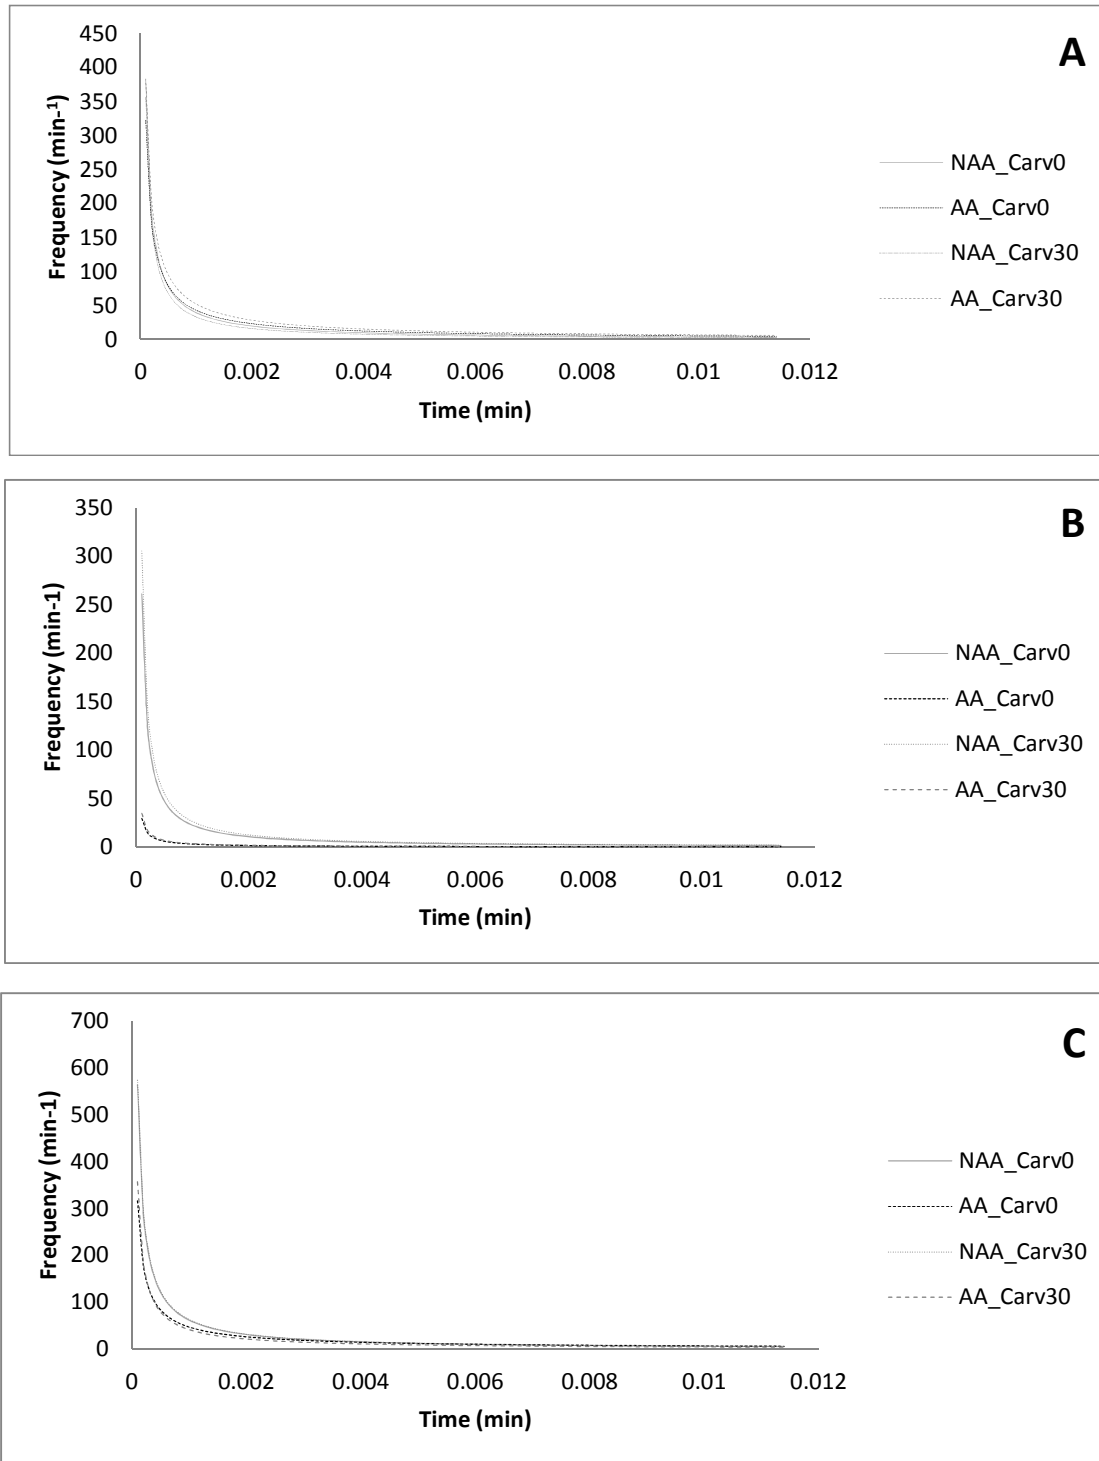 A
Frequency (min-¹)
450
400
350
300
250
200
150
100
50
0
0 0.002 0.004 0.006 0.008 0.01 0.012
Time (min)
NAA_Carv0
AA_Carv0
NAA_Carv30
AA_Carv30
B
Frequency (min-1)
350
300
250
200
150
100
50
0
0 0.002 0.004 0.006 0.008 0.01 0.012
Time (min)
NAA_Carv0
AA_Carv0
NAA_Carv30
AA_Carv30
C
Frequency (min-1)
700
600
500
400
300
200
100
0
0 0.002 0.004 0.006 0.008 0.01 0.012
Time (min)
NAA_Carv0
AA_Carv0
NAA_Carv30
AA_Carv30